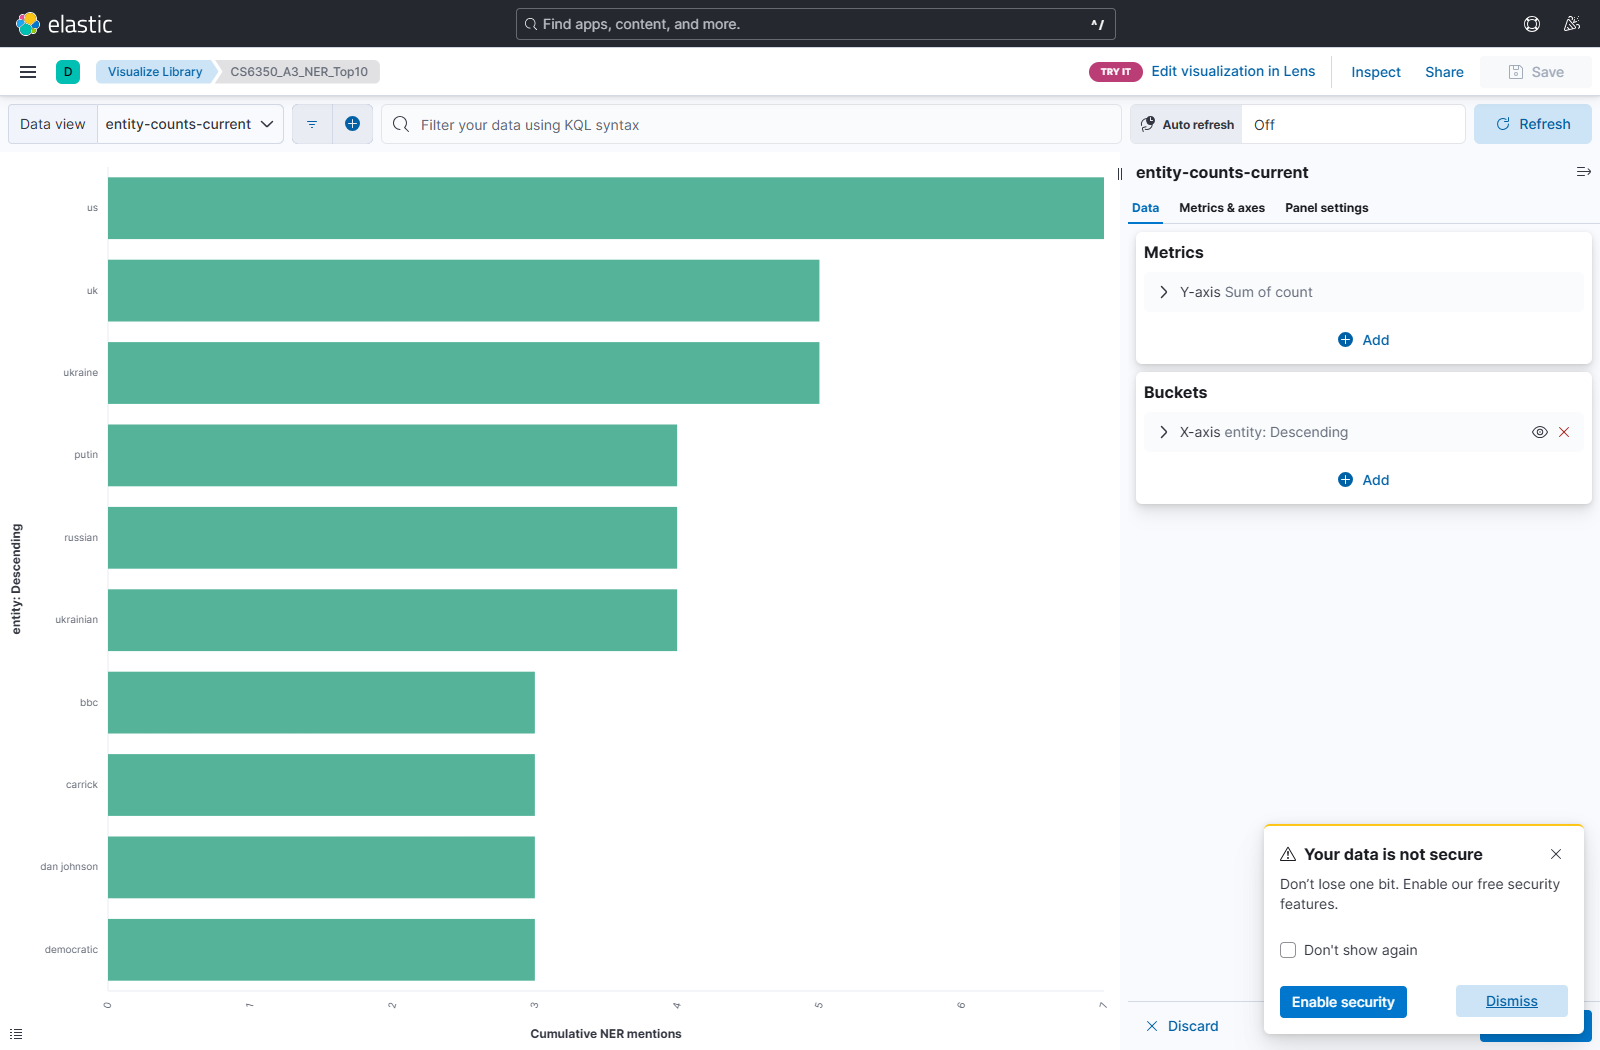 elastic
Find apps, content, and more.
^/
D
Visualize Library
CS6350_A3_NER_Top10
TRY IT
Edit visualization in Lens
Inspect
Share
Save
Data view
entity-counts-current
Filter your data using KQL syntax
Auto refresh
Off
Refresh
us
uk
ukraine
putin
russian
ukrainian
bbc
carrick
dan johnson
democratic
entity: Descending
0 1 2 3 4 5 6 7
Cumulative NER mentions
entity-counts-current
Data
Metrics & axes
Panel settings
Metrics
Y-axis Sum of count
Add
Buckets
X-axis entity: Descending
Add
Your data is not secure
Don’t lose one bit. Enable our free security
features.
Don't show again
Enable security
Dismiss
Discard